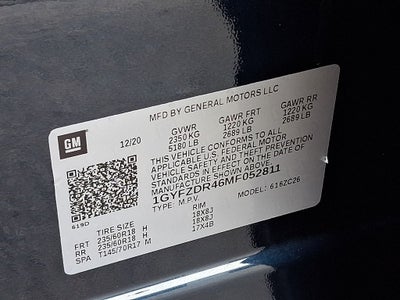 MFD BY GENERAL MOTORS LLC
GM
12/20
GVWR GAWR FRT GAWR RR
2350 KG 1220 KG 1220 KG
5180 LB 2689 LB 2689 LB
THIS VEHICLE CONFORMS TO ALL
APPLICABLE U.S. FEDERAL MOTOR
VEHICLE SAFETY AND BUMPER
STANDARDS IN EFFECT ON THE DATE OF
MANUFACTURE SHOWN ABOVE.
1GYFZDR46MF052811
TYPE: M.P.V. MODEL: 616ZC26
619D
TIRE SIZE RIM
FRT 235/60R18 H 18X8J
RR 235/60R18 H 18X8J
SPA T145/70R17 M 17X4B